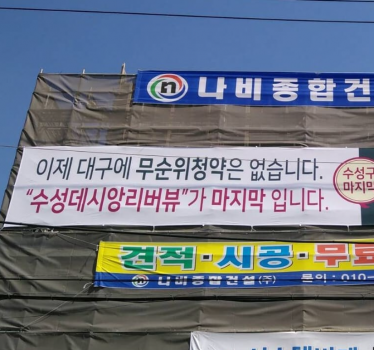 나비종합건
이제 대구에 무순위청약은 없습니다.
"수성데시앙리버뷰"가 마지막 입니다.
수성구
마지막
견적·시공·무료
나비종합건설(주) 문의: 010-